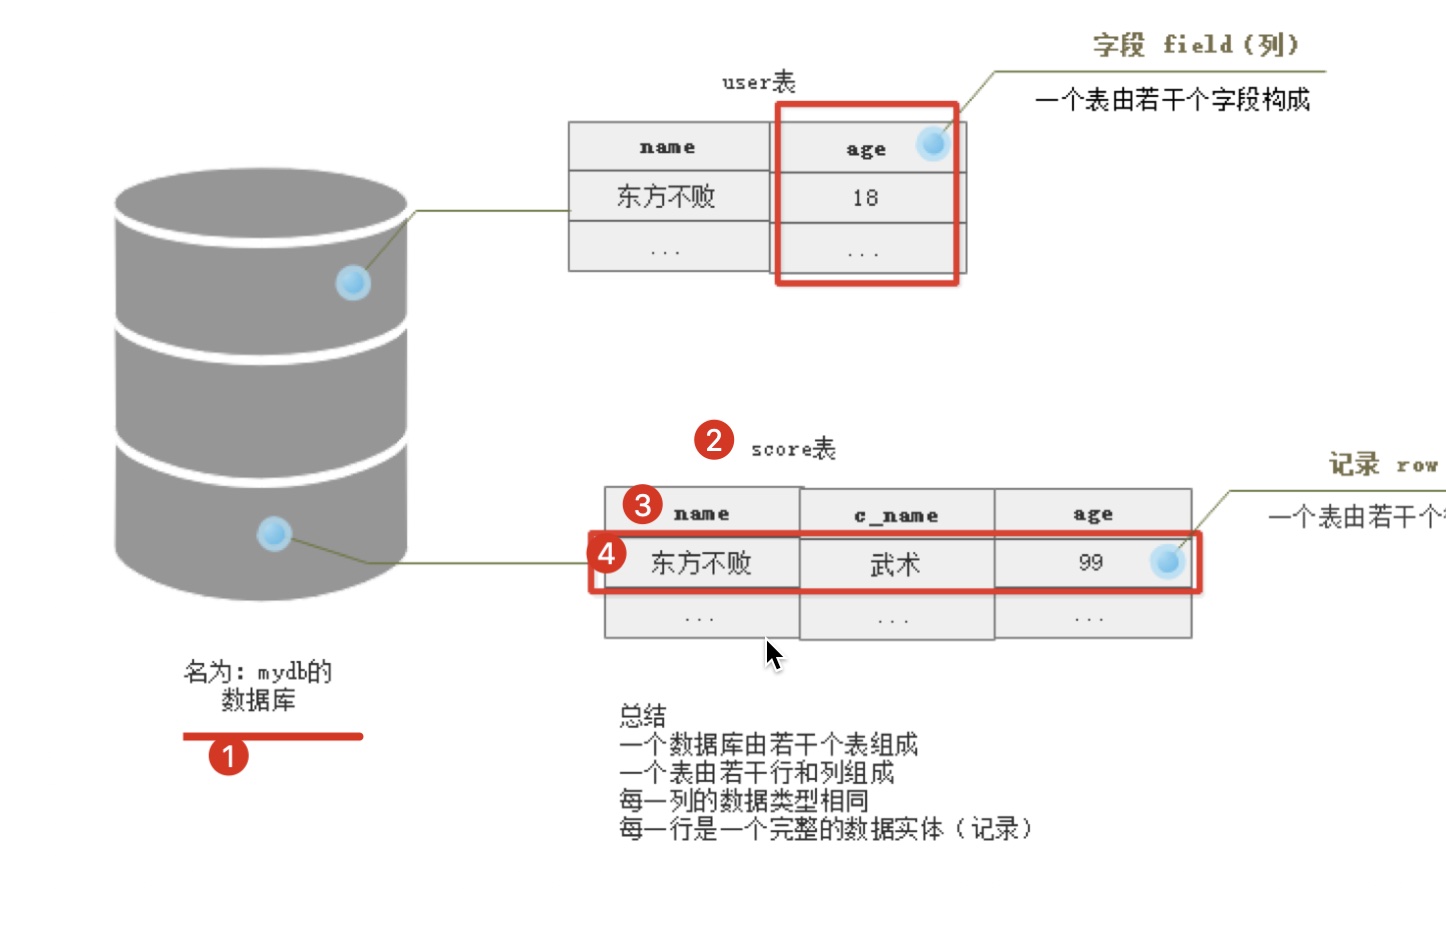 字段 field（列）
一个表由若干个字段构成
user表
name age
东方不败 18
... ...
2 score表
记录 row
一个表由若干个
3 name c_name age
4 东方不败 武术 99
... ... ...
名为：mydb的
数据库
1
总结
一个数据库由若干个表组成
一个表由若干行和列组成
每一列的数据类型相同
每一行是一个完整的数据实体（记录）